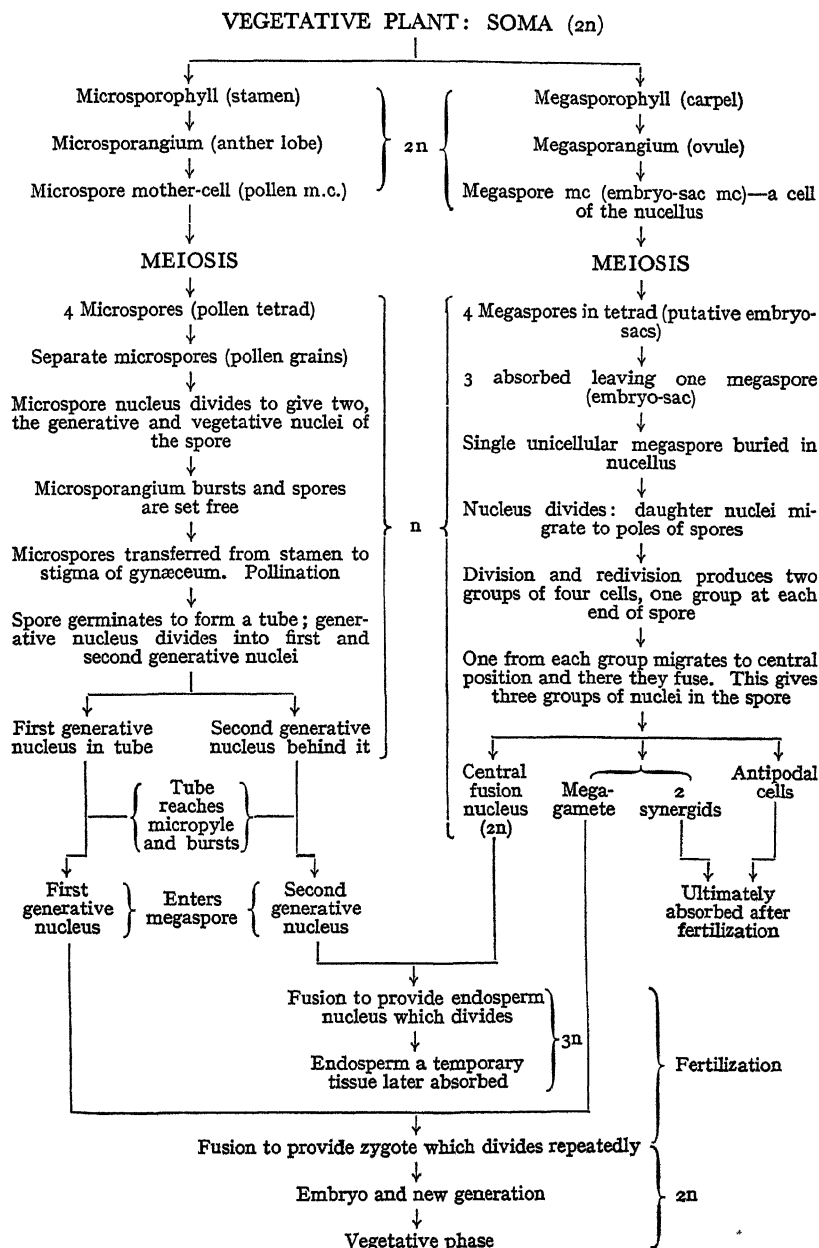 VEGETATIVE PLANT: SOMA (2n)
Microsporophyll (stamen)
Microsporangium (anther lobe)
Microspore mother-cell (pollen m.c.)
2n
Megasporophyll (carpel)
Megasporangium (ovule)
Megaspore mc (embryo-sac mc)—a cell
of the nucellus
MEIOSIS
MEIOSIS
4 Microspores (pollen tetrad)
Separate microspores (pollen grains)
Microspore nucleus divides to give two,
the generative and vegetative nuclei of
the spore
Microsporangium bursts and spores
are set free
Microspores transferred from stamen to
stigma of gynæceum. Pollination
Spore germinates to form a tube; gener-
ative nucleus divides into first and
second generative nuclei
First generative
nucleus in tube
Second generative
nucleus behind it
n
4 Megaspores in tetrad (putative embryo-
sacs)
3 absorbed leaving one megaspore
(embryo-sac)
Single unicellular megaspore buried in
nucellus
Nucleus divides: daughter nuclei mi-
grate to poles of spores
Division and redivision produces two
groups of four cells, one group at each
end of spore
One from each group migrates to central
position and there they fuse. This gives
three groups of nuclei in the spore
Central
fusion
nucleus
(2n)
Mega-
gamete
2
synergids
Antipodal
cells
Tube
reaches
micropyle
and bursts
First
generative
nucleus
Enters
megaspore
Second
generative
nucleus
Ultimately
absorbed after
fertilization
Fusion to provide endosperm
nucleus which divides
Endosperm a temporary
tissue later absorbed
3n
Fertilization
Fusion to provide zygote which divides repeatedly
Embryo and new generation
Vegetative phase
2n